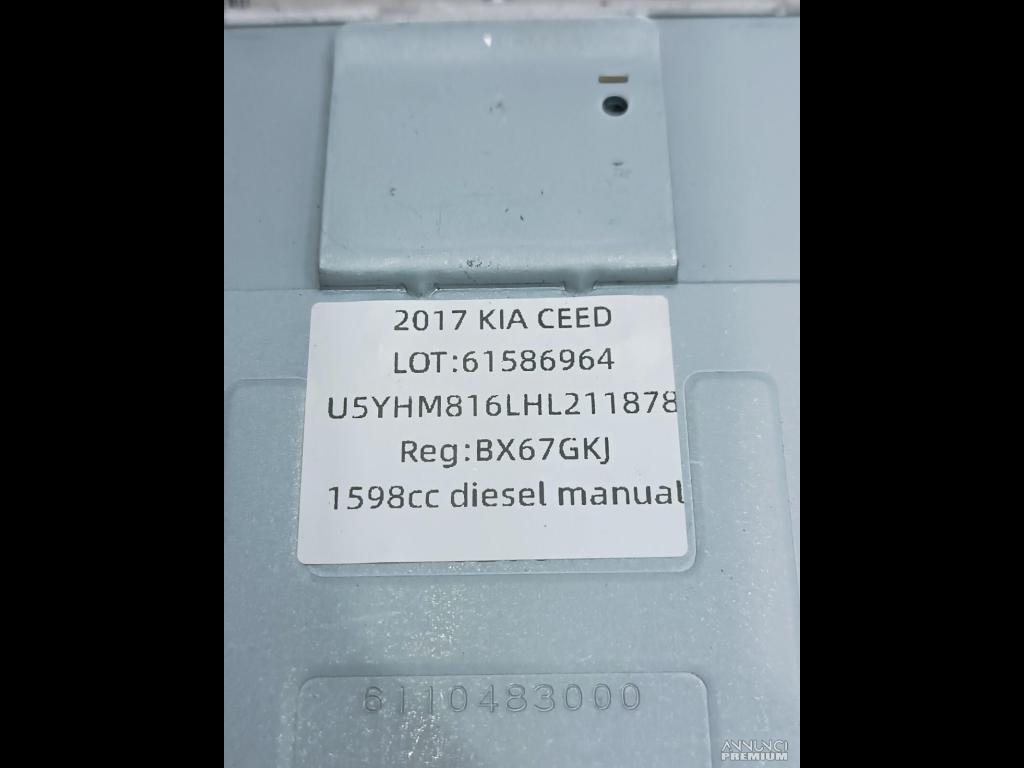 2017 KIA CEED
LOT:61586964
U5YHM816LHL211878
Reg:BX67GKJ
1598cc diesel manual
6110483000
ANNUNCI
PREMIUM